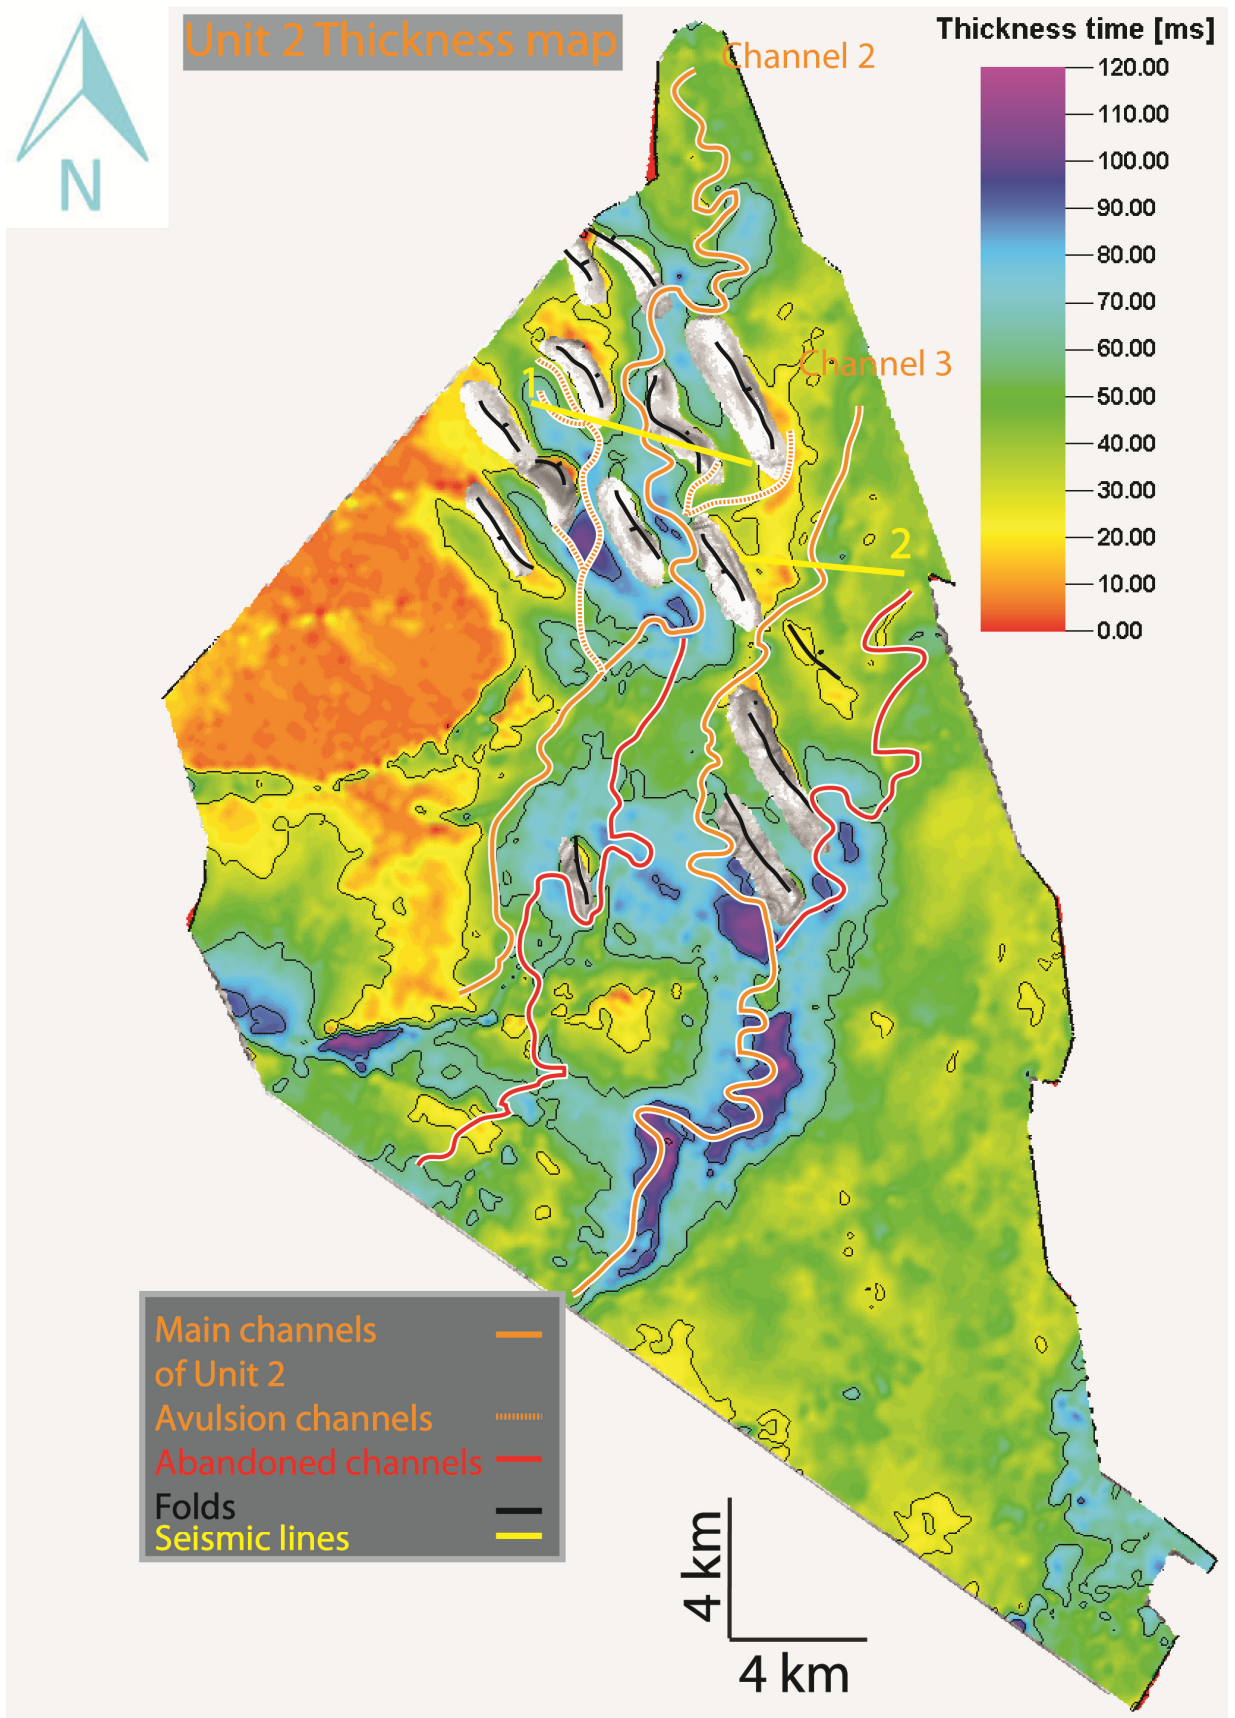 Unit 2 Thickness map
Thickness time [ms]
N
Channel 2
120.00
110.00
100.00
90.00
80.00
70.00
60.00
50.00
40.00
30.00
20.00
10.00
0.00
Channel 3
1
2
Main channels
of Unit 2
Avulsion channels
Abandoned channels
Folds
Seismic lines
4 km
4 km